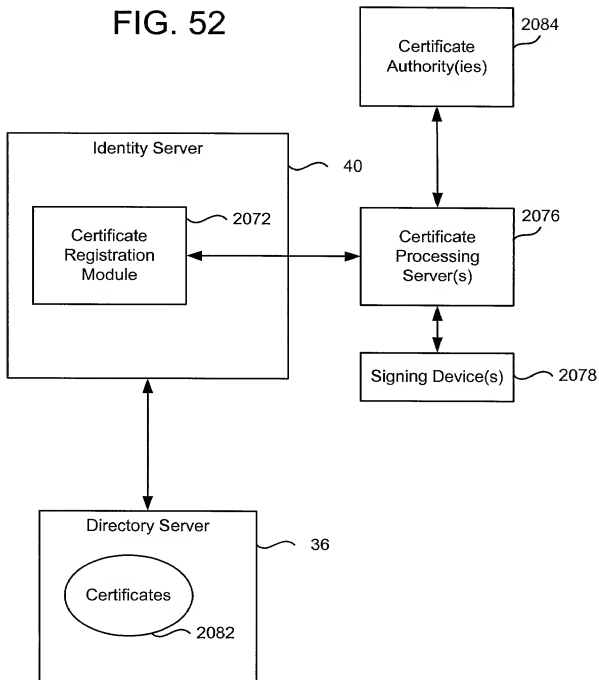 FIG. 52
Certificate
Authority(ies)
2084
Identity Server
40
Certificate
Registration
Module
2072
Certificate
Processing
Server(s)
2076
Signing Device(s)
2078
Directory Server
36
Certificates
2082